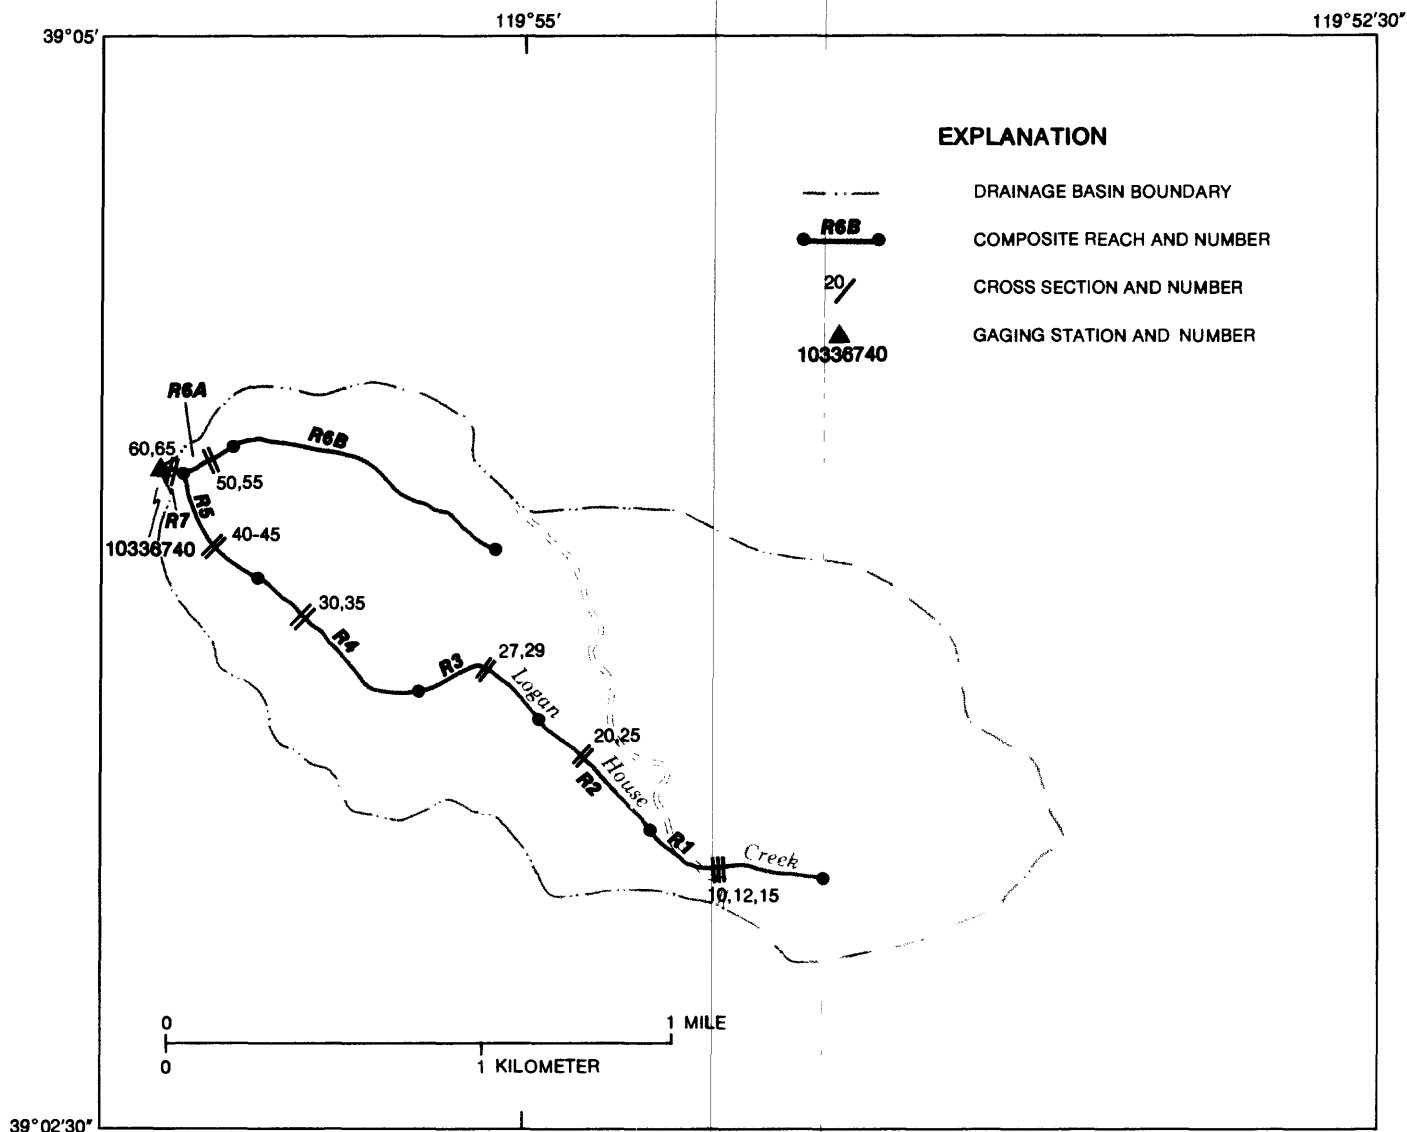 119°55′
119°52′30″
39°05′
EXPLANATION
DRAINAGE BASIN BOUNDARY
R6B
COMPOSITE REACH AND NUMBER
20
CROSS SECTION AND NUMBER
GAGING STATION AND NUMBER
10336740
R6A
R6B
60,65
50,55
R5
R7
40-45
10336740
30,35
R4
R3
27,29
Logan
20,25
House
R2
R1
Creek
10,12,15
0
1 MILE
0
1 KILOMETER
39°02′30″